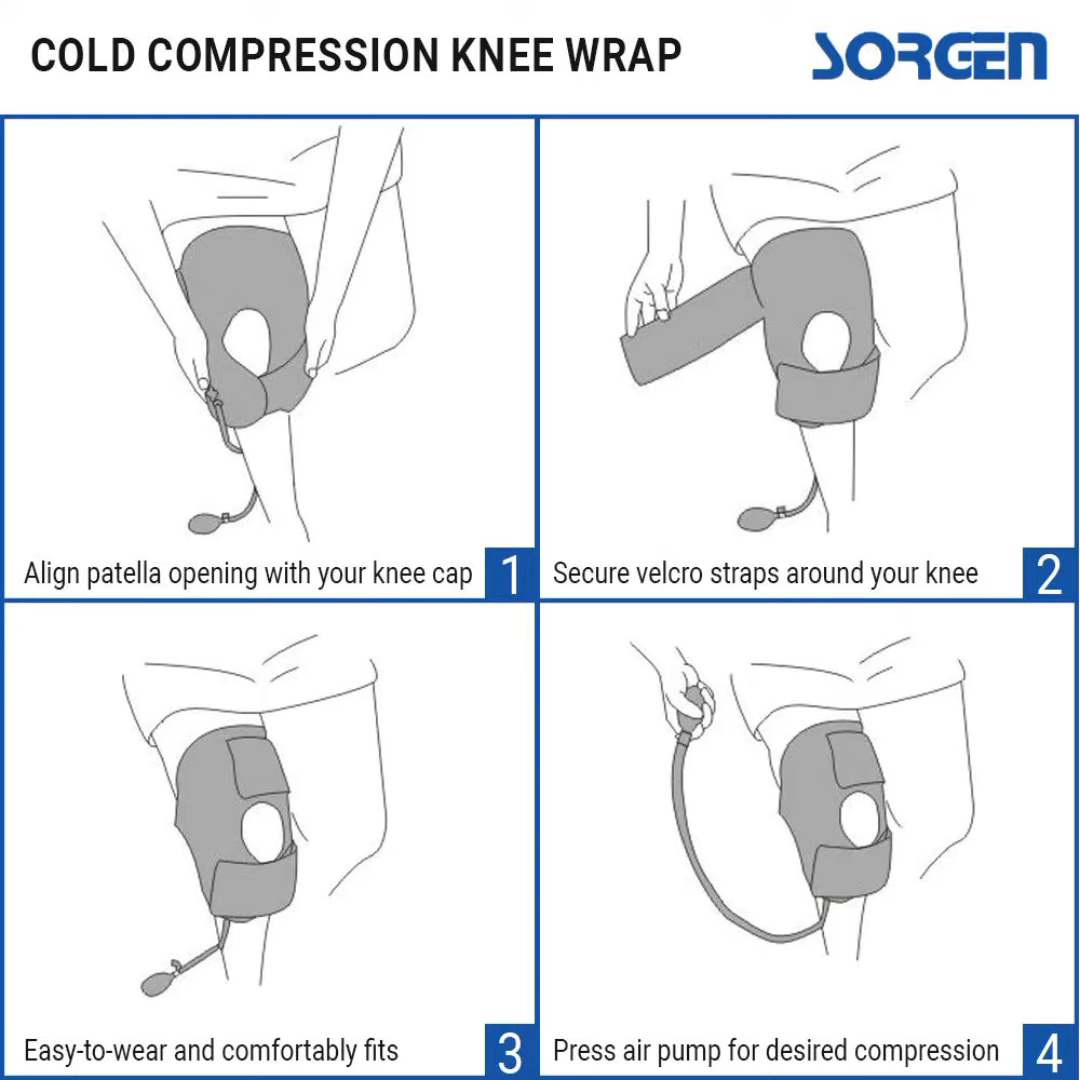 COLD COMPRESSION KNEE WRAP
SORGEN
Align patella opening with your knee cap
1
Secure velcro straps around your knee
2
Easy-to-wear and comfortably fits
3
Press air pump for desired compression
4